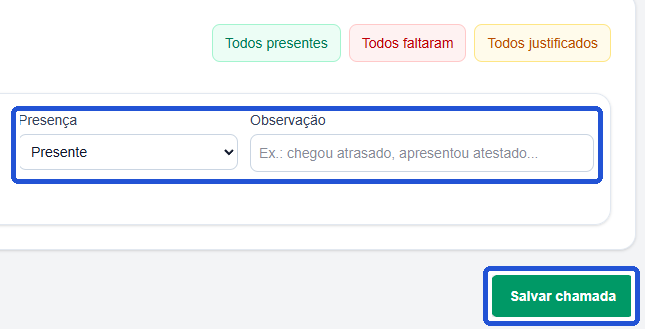 Todos presentes Todos faltaram Todos justificados
Presença Observação
Presente Ex.: chegou atrasado, apresentou atestado...
Salvar chamada